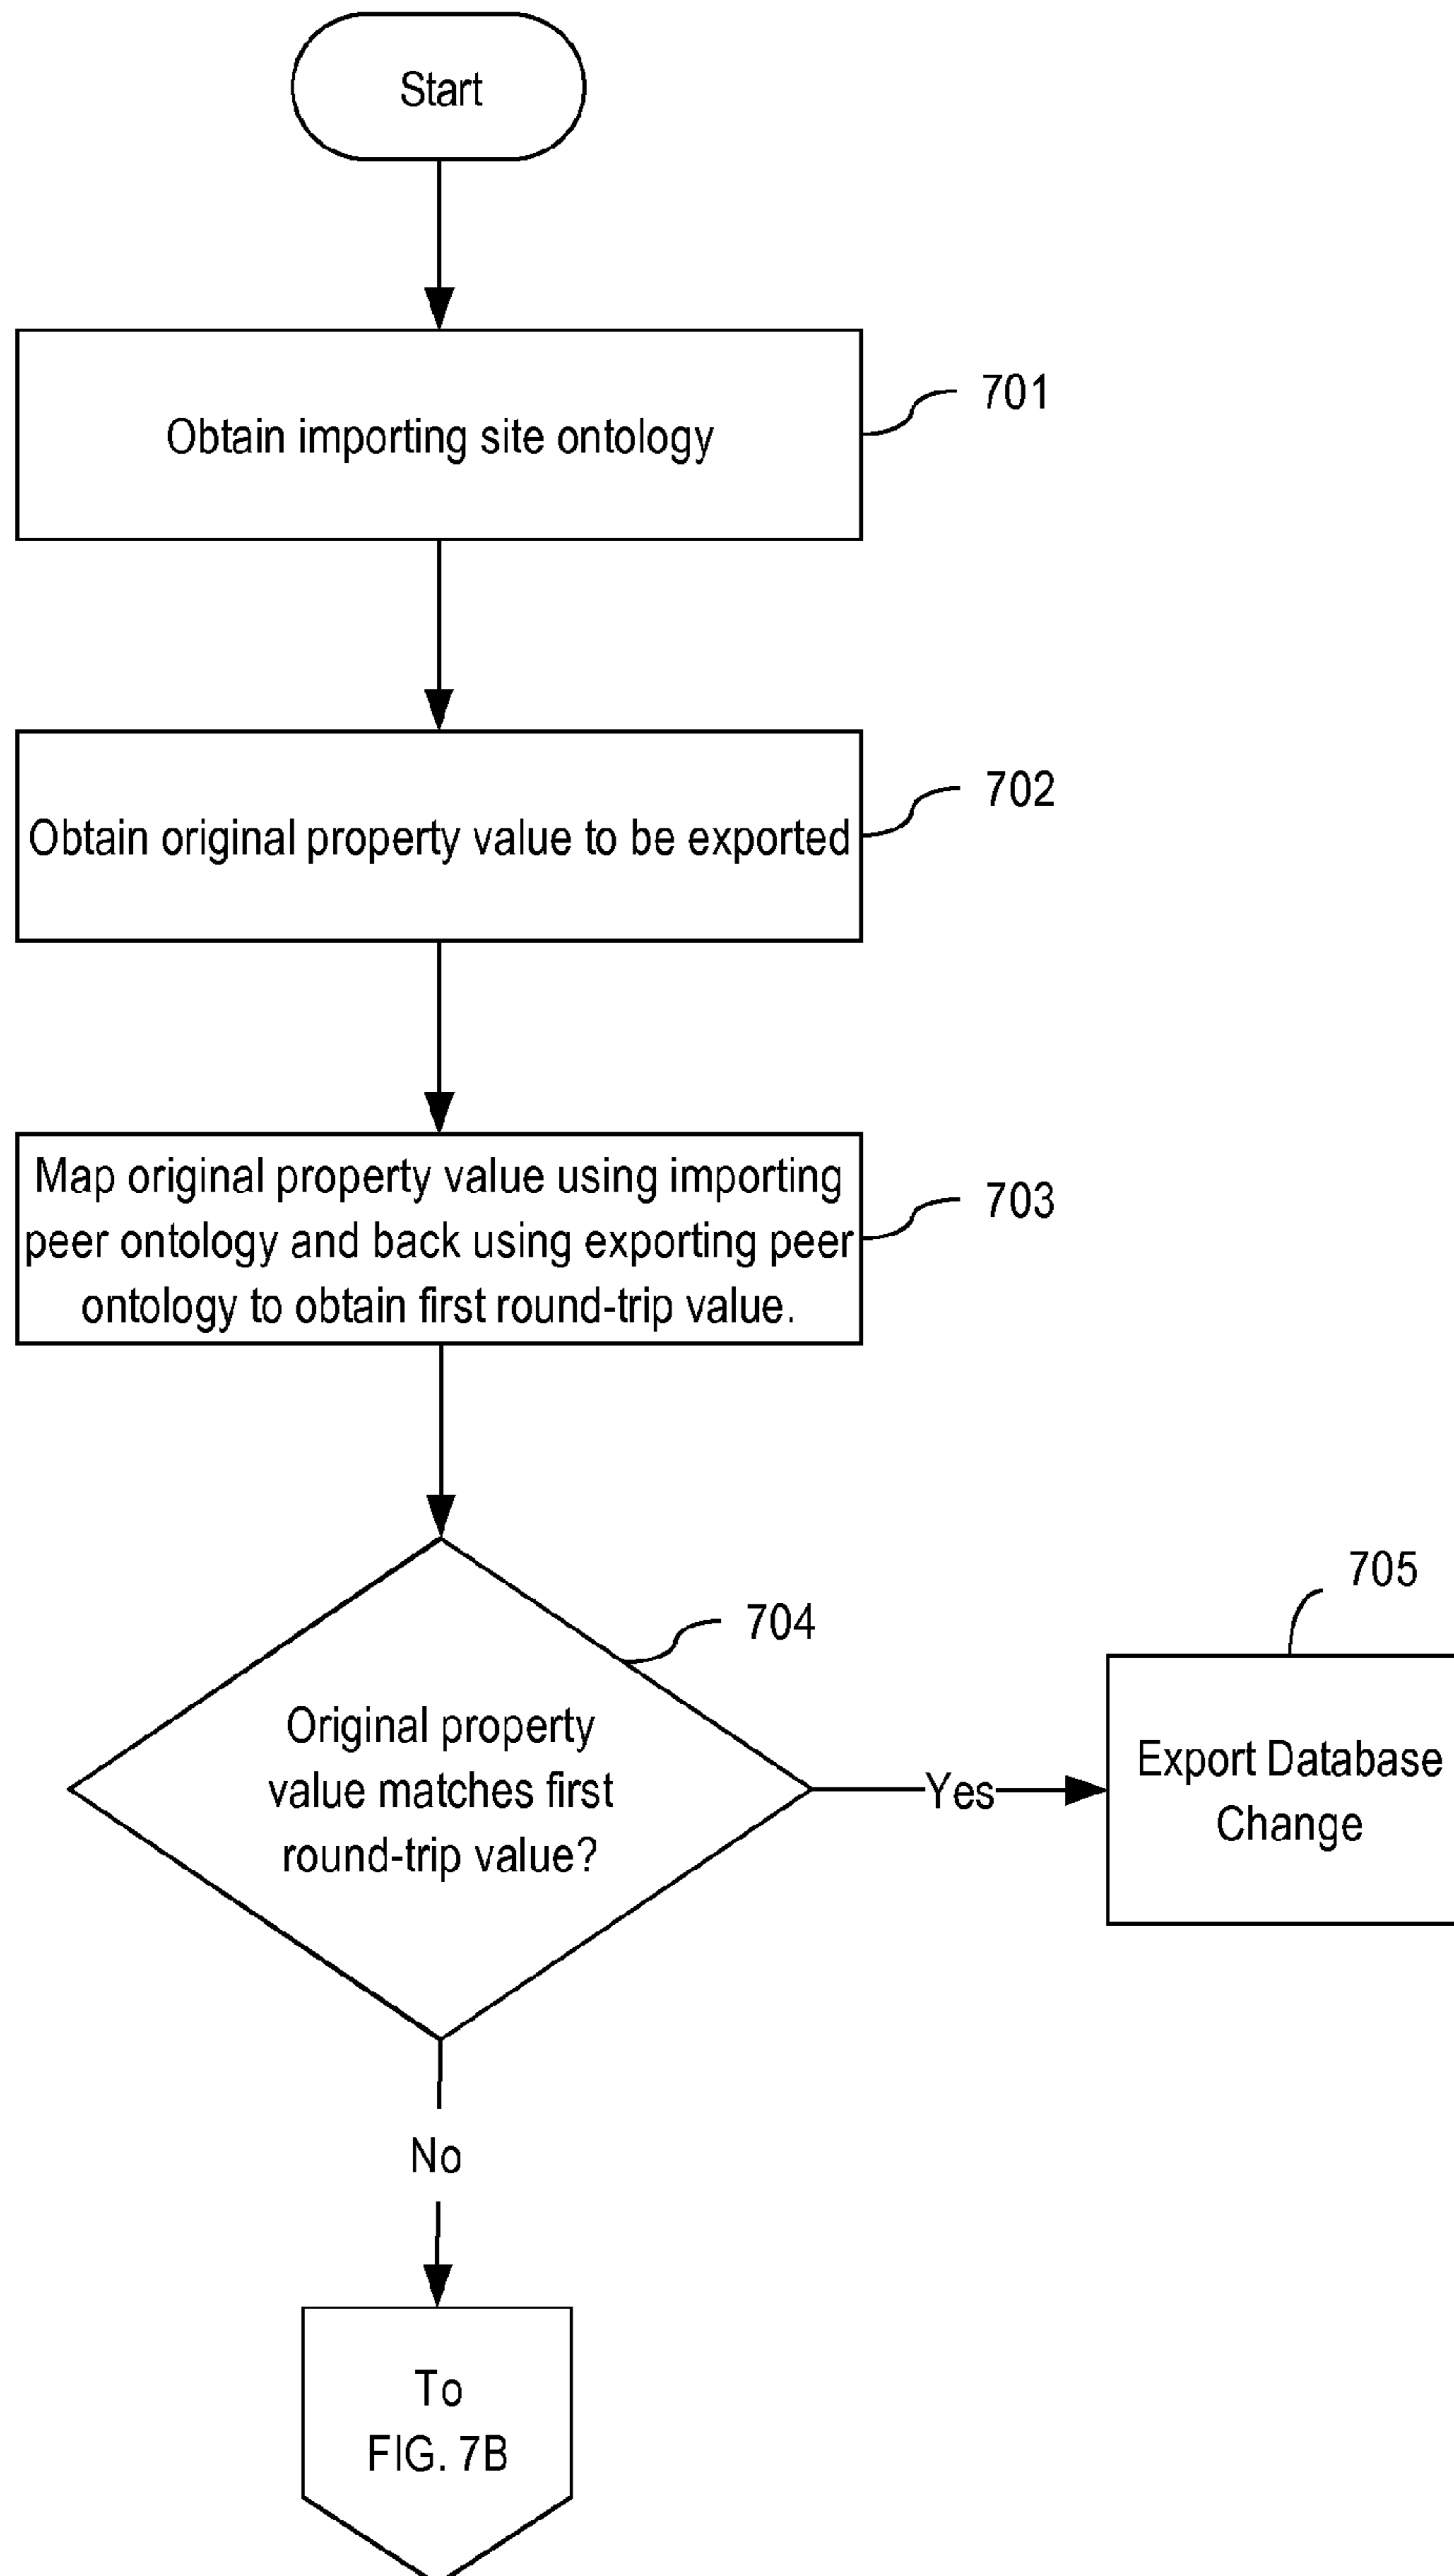 Start
Obtain importing site ontology
701
Obtain original property value to be exported
702
Map original property value using importing
peer ontology and back using exporting peer
ontology to obtain first round-trip value.
703
704
Original property
value matches first
round-trip value?
Yes
705
Export Database
Change
No
To
FIG. 7B